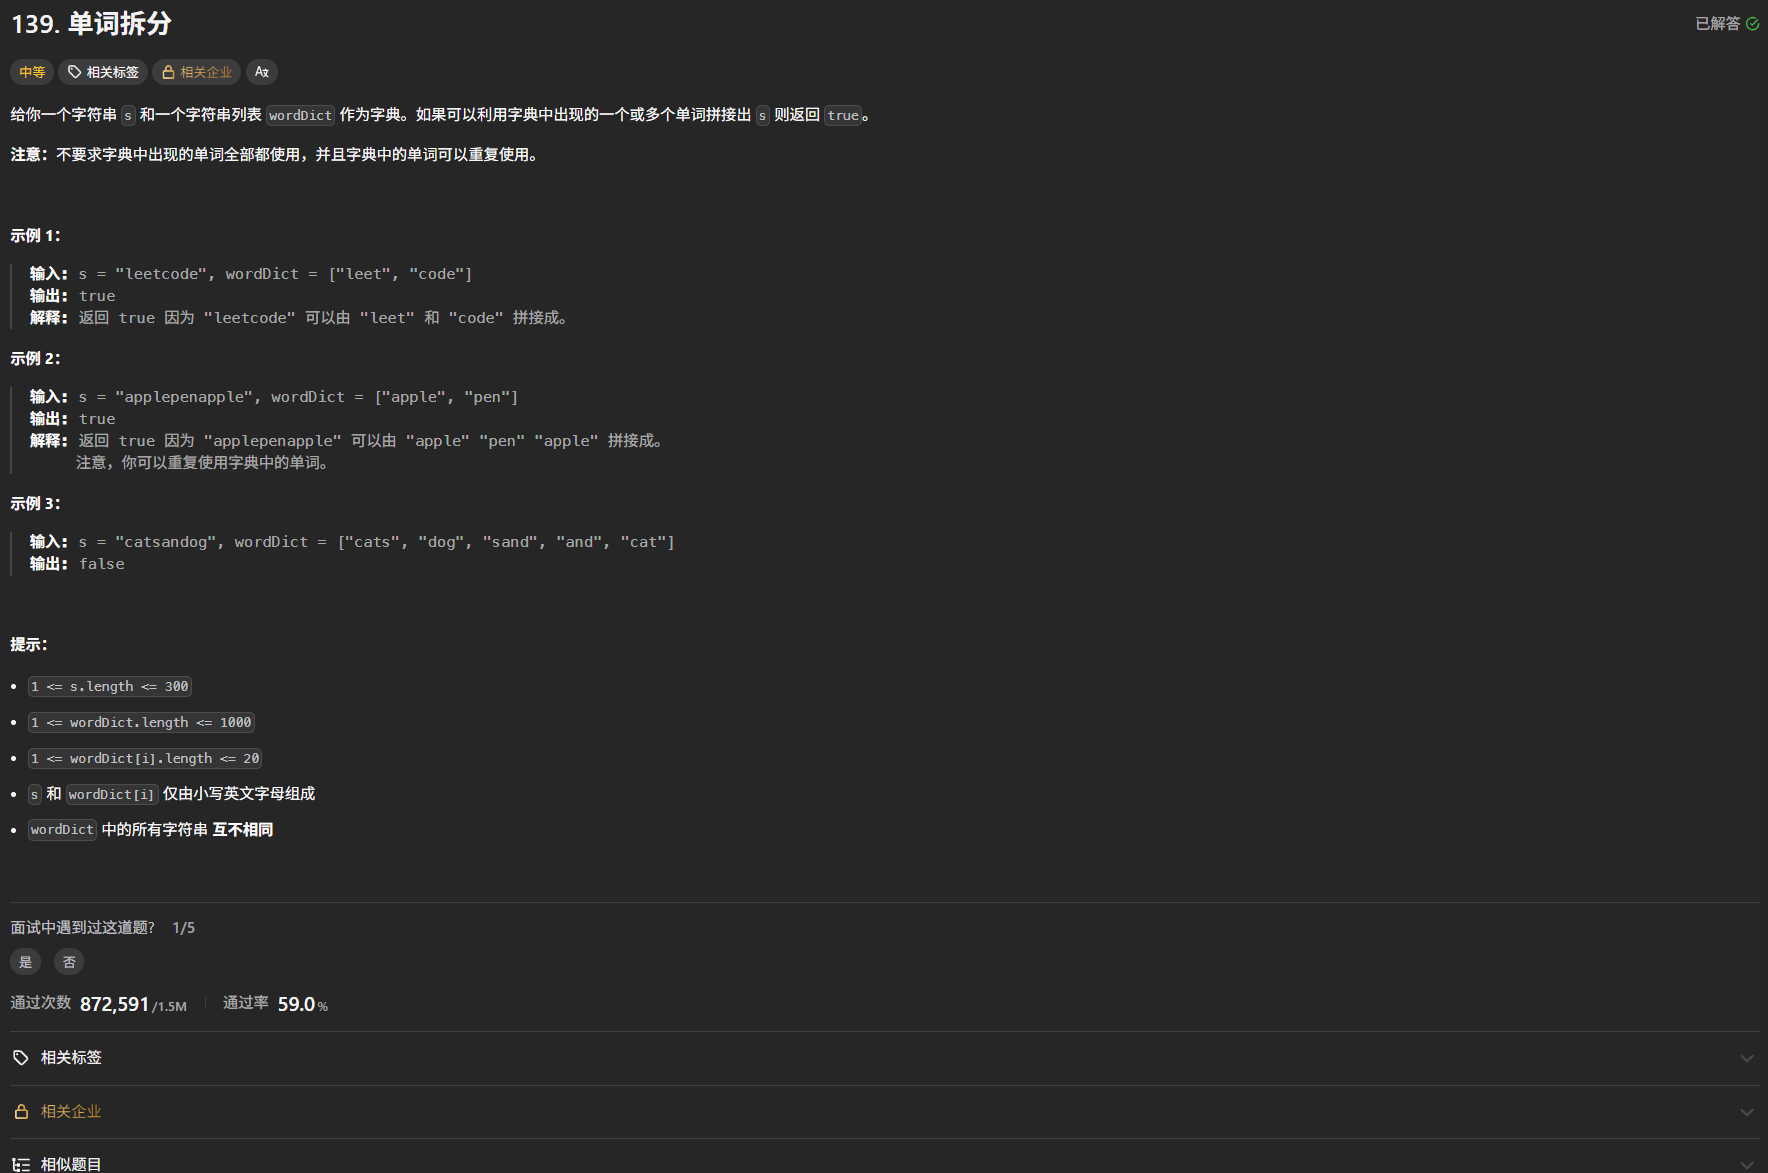 139. 单词拆分
已解答
中等 相关标签 相关企业
给你一个字符串 s 和一个字符串列表 wordDict 作为字典。如果可以利用字典中出现的一个或多个单词拼接出 s 则返回 true。
注意：不要求字典中出现的单词全部都使用，并且字典中的单词可以重复使用。
示例 1：
输入: s = "leetcode", wordDict = ["leet", "code"]
输出: true
解释: 返回 true 因为 "leetcode" 可以由 "leet" 和 "code" 拼接成。
示例 2：
输入: s = "applepenapple", wordDict = ["apple", "pen"]
输出: true
解释: 返回 true 因为 "applepenapple" 可以由 "apple" "pen" "apple" 拼接成。
注意，你可以重复使用字典中的单词。
示例 3：
输入: s = "catsandog", wordDict = ["cats", "dog", "sand", "and", "cat"]
输出: false
提示：
1 <= s.length <= 300
1 <= wordDict.length <= 1000
1 <= wordDict[i].length <= 20
s 和 wordDict[i] 仅由小写英文字母组成
wordDict 中的所有字符串 互不相同
面试中遇到过这道题? 1/5
是 否
通过次数 872,591/1.5M 通过率 59.0%
相关标签
相关企业
相似题目